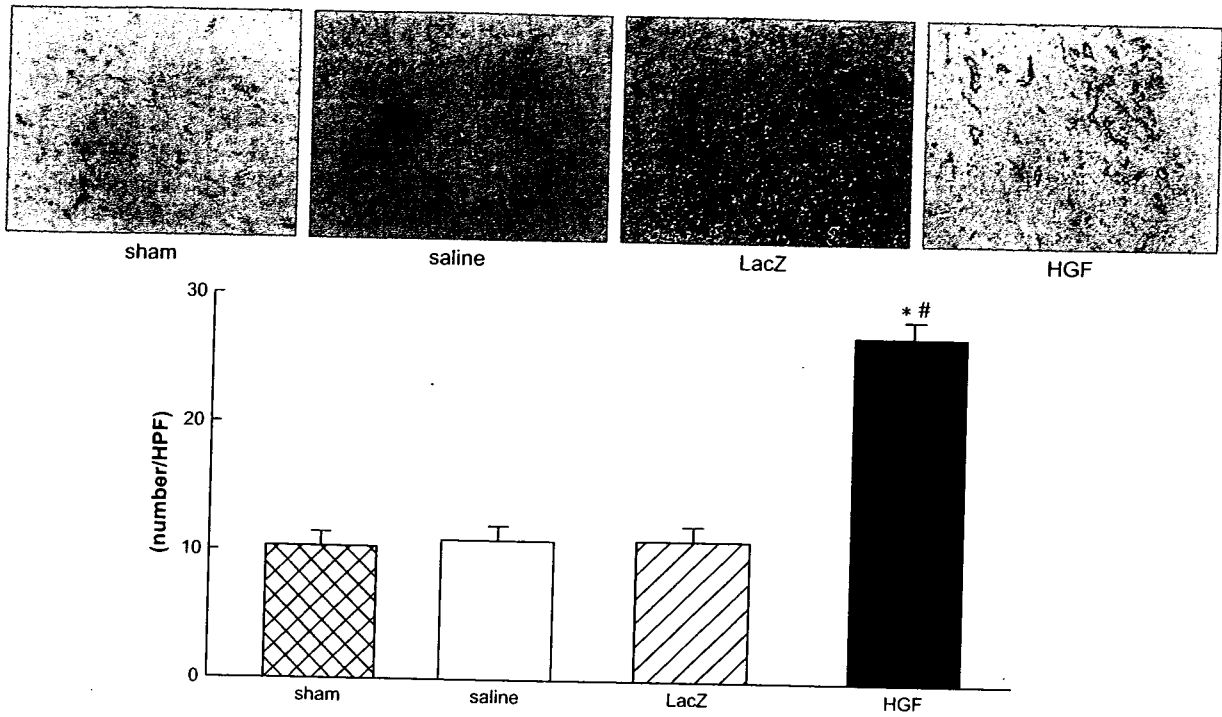 sham
saline
LacZ
HGF
30
20
10
0
(number/HPF)
* #
sham
saline
LacZ
HGF